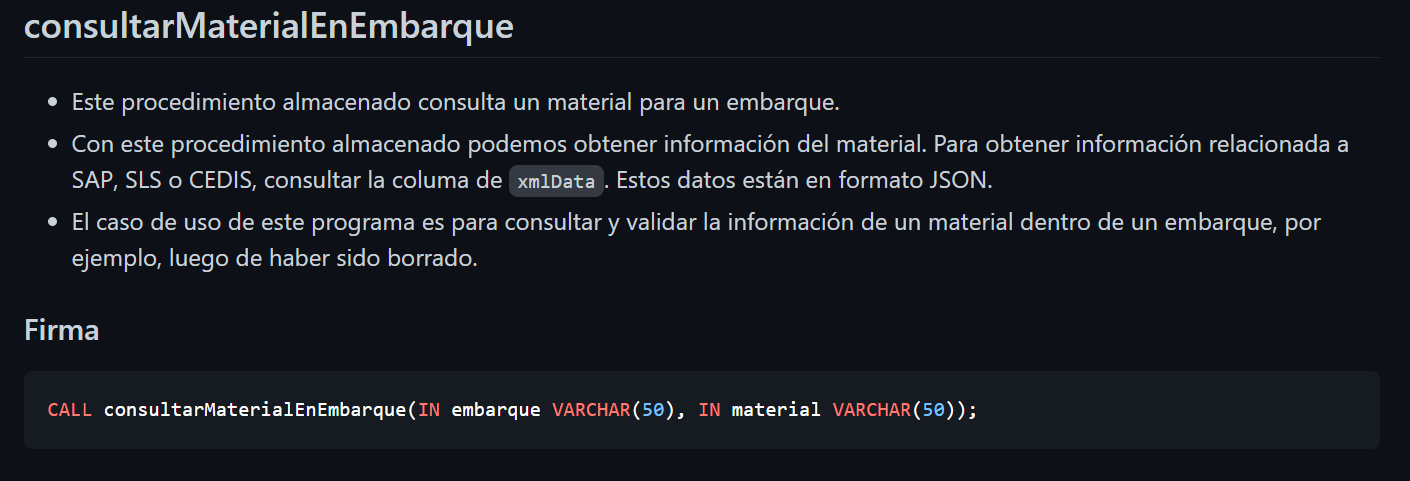 consultarMaterialEnEmbarque
• Este procedimiento almacenado consulta un material para un embarque.
• Con este procedimiento almacenado podemos obtener información del material. Para obtener información relacionada a
SAP, SLS o CEDIS, consultar la columa de xmlData. Estos datos están en formato JSON.
• El caso de uso de este programa es para consultar y validar la información de un material dentro de un embarque, por
ejemplo, luego de haber sido borrado.
Firma
CALL consultarMaterialEnEmbarque(IN embarque VARCHAR(50), IN material VARCHAR(50));